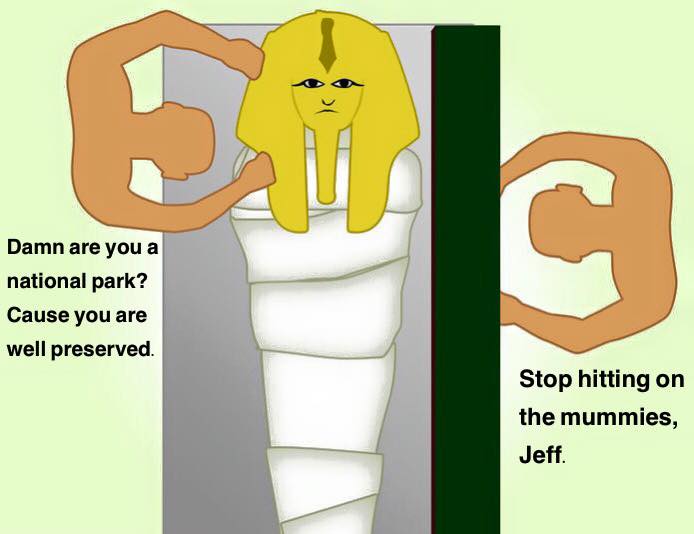 Damn are you a
national park?
Cause you are
well preserved.
Stop hitting on
the mummies,
Jeff.